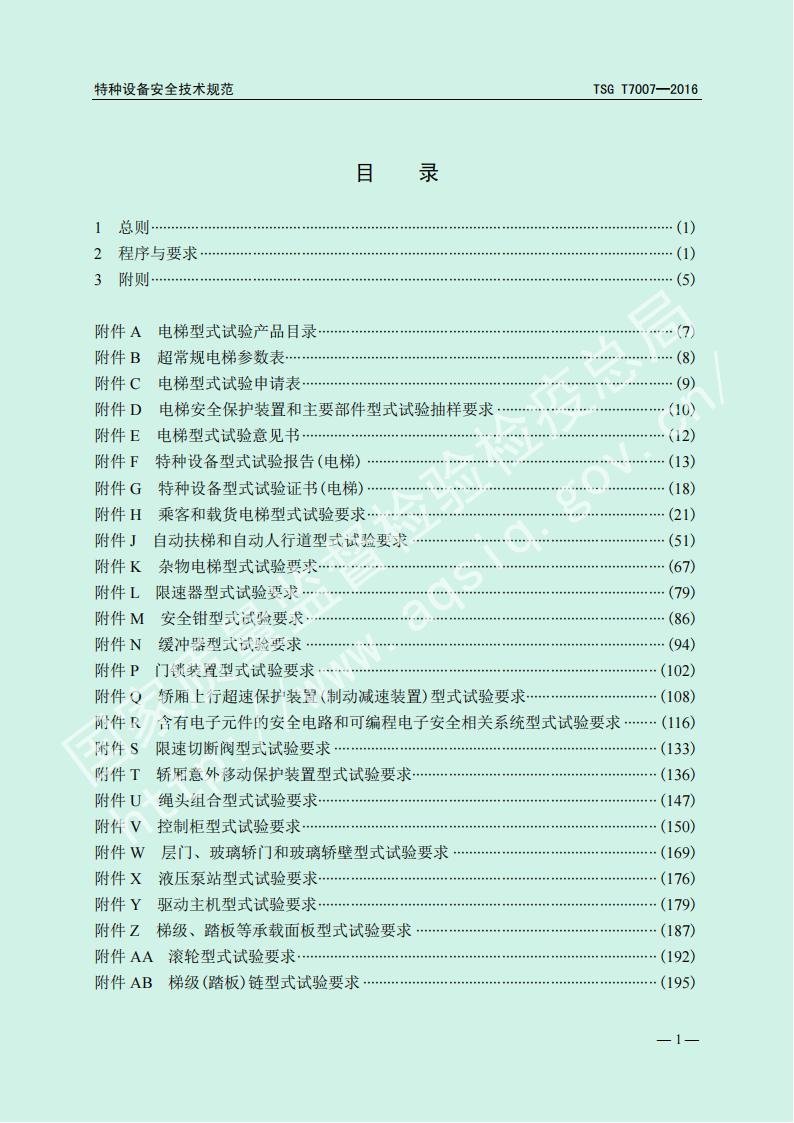 特种设备安全技术规范 TSG T7007—2016
目 录
1 总则……(1)
2 程序与要求……(1)
3 附则……(5)
附件 A 电梯型式试验产品目录……(7)
附件 B 超常规电梯参数表……(8)
附件 C 电梯型式试验申请表……(9)
附件 D 电梯安全保护装置和主要部件型式试验抽样要求……(10)
附件 E 电梯型式试验意见书……(12)
附件 F 特种设备型式试验报告(电梯)……(13)
附件 G 特种设备型式试验证书(电梯)……(18)
附件 H 乘客和载货电梯型式试验要求……(21)
附件 J 自动扶梯和自动人行道型式试验要求……(51)
附件 K 杂物电梯型式试验要求……(67)
附件 L 限速器型式试验要求……(79)
附件 M 安全钳型式试验要求……(86)
附件 N 缓冲器型式试验要求……(94)
附件 P 门锁装置型式试验要求……(102)
附件 Q 轿厢上行超速保护装置(制动减速装置)型式试验要求……(108)
附件 R 含有电子元件的安全电路和可编程电子安全相关系统型式试验要求……(116)
附件 S 限速切断阀型式试验要求……(133)
附件 T 轿厢意外移动保护装置型式试验要求……(136)
附件 U 绳头组合型式试验要求……(147)
附件 V 控制柜型式试验要求……(150)
附件 W 层门、玻璃轿门和玻璃轿壁型式试验要求……(169)
附件 X 液压泵站型式试验要求……(176)
附件 Y 驱动主机型式试验要求……(179)
附件 Z 梯级、踏板等承载面板型式试验要求……(187)
附件 AA 滚轮型式试验要求……(192)
附件 AB 梯级(踏板)链型式试验要求……(195)
— 1 —
国家质量监督检验检疫总局
http://www.aqsiq.gov.cn/